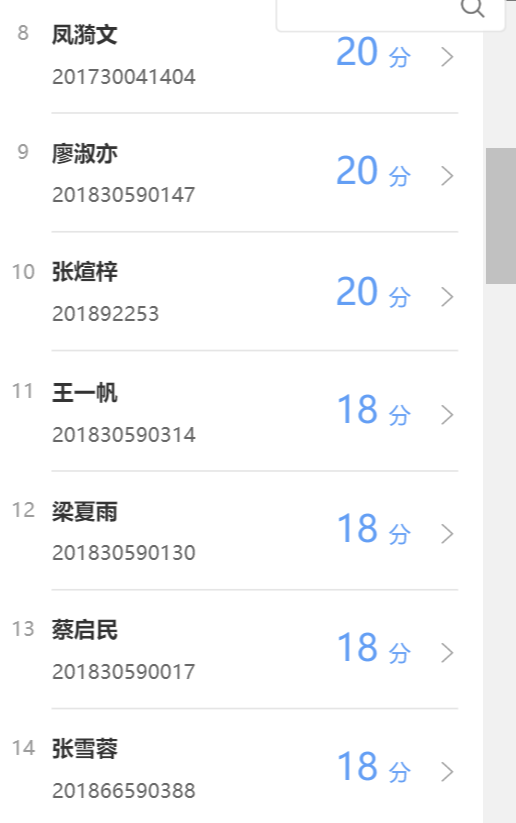 8 凤漪文 20 分
201730041404
9 廖淑亦 20 分
201830590147
10 张煊梓 20 分
201892253
11 王一帆 18 分
201830590314
12 梁夏雨 18 分
201830590130
13 蔡启民 18 分
201830590017
14 张雪蓉 18 分
201866590388